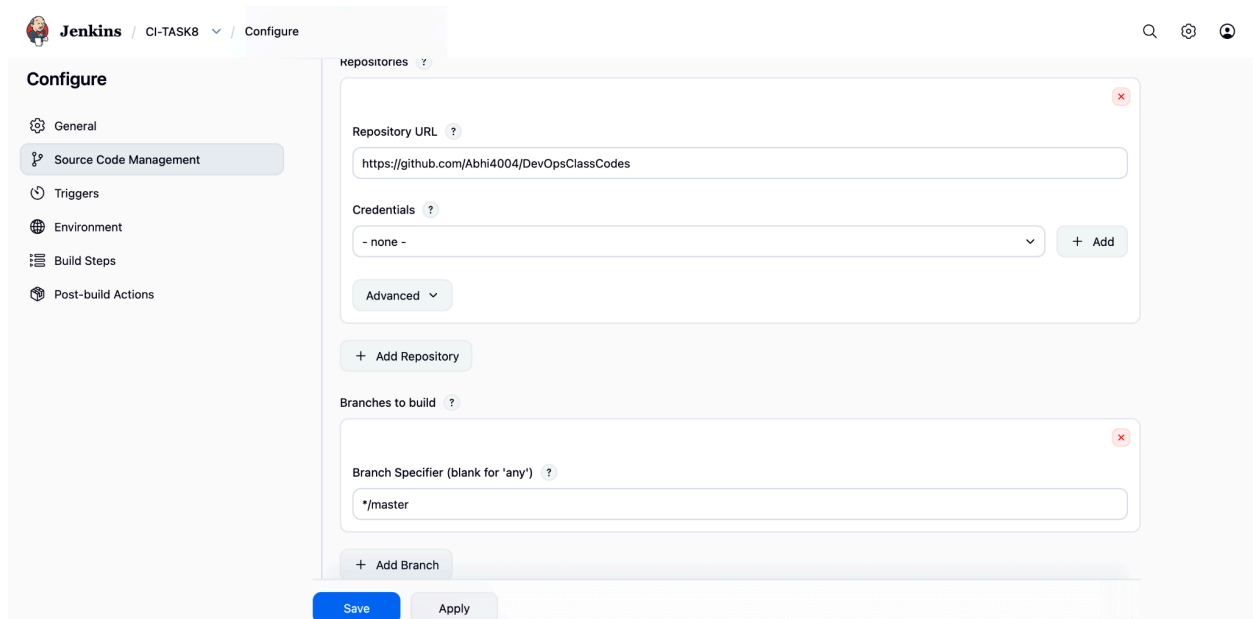 Jenkins / CI-TASK8 / Configure
Configure
General
Source Code Management
Triggers
Environment
Build Steps
Post-build Actions
Repositories ?
Repository URL ?
https://github.com/Abhi4004/DevOpsClassCodes
Credentials ?
- none -
+ Add
Advanced
+ Add Repository
Branches to build ?
Branch Specifier (blank for 'any') ?
*/master
+ Add Branch
Save
Apply